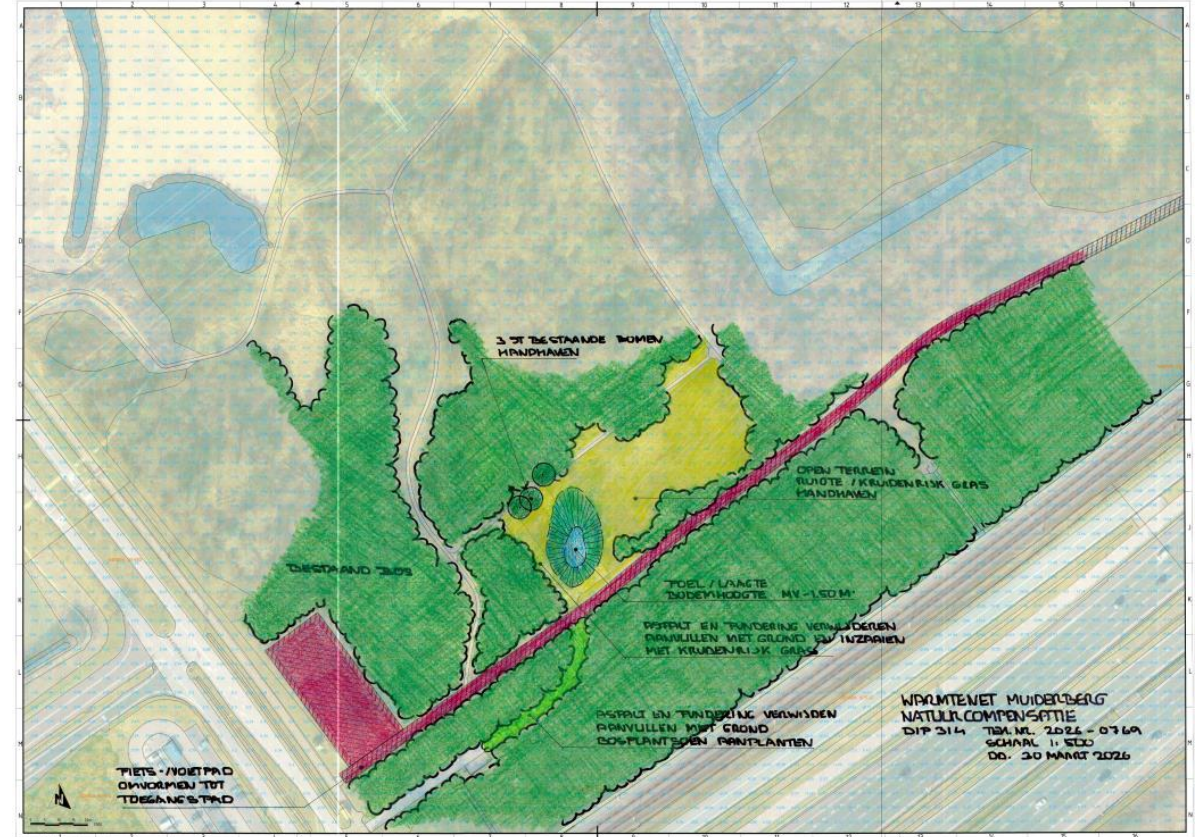 3 ST BESTAANDE BOMEN
HANDHAVEN
OPEN TERREIN
RUIGTE / KRUIDENRIJK GRAS
HANDHAVEN
BESTAAND BOS
POEL / LAAGTE
BODEMHOOGTE MV -1.50 M
ASFALT EN FUNDERING VERWIJDEREN
AANVULLEN MET GROND EN INZAAIEN
MET KRUIDENRIJK GRAS
ASFALT EN FUNDERING VERWIJDEN
AANVULLEN MET GROND
BOSPLANTSOEN AANPLANTEN
WARMTENET MUIDERBERG
NATUURCOMPENSATIE
DIP 314 TEK.NR. 2026 - 0769
SCHAAL 1:500
DD. 30 MAART 2026
FIETS-/VOETPAD
OMVORMEN TOT
TOEGANGSPAD